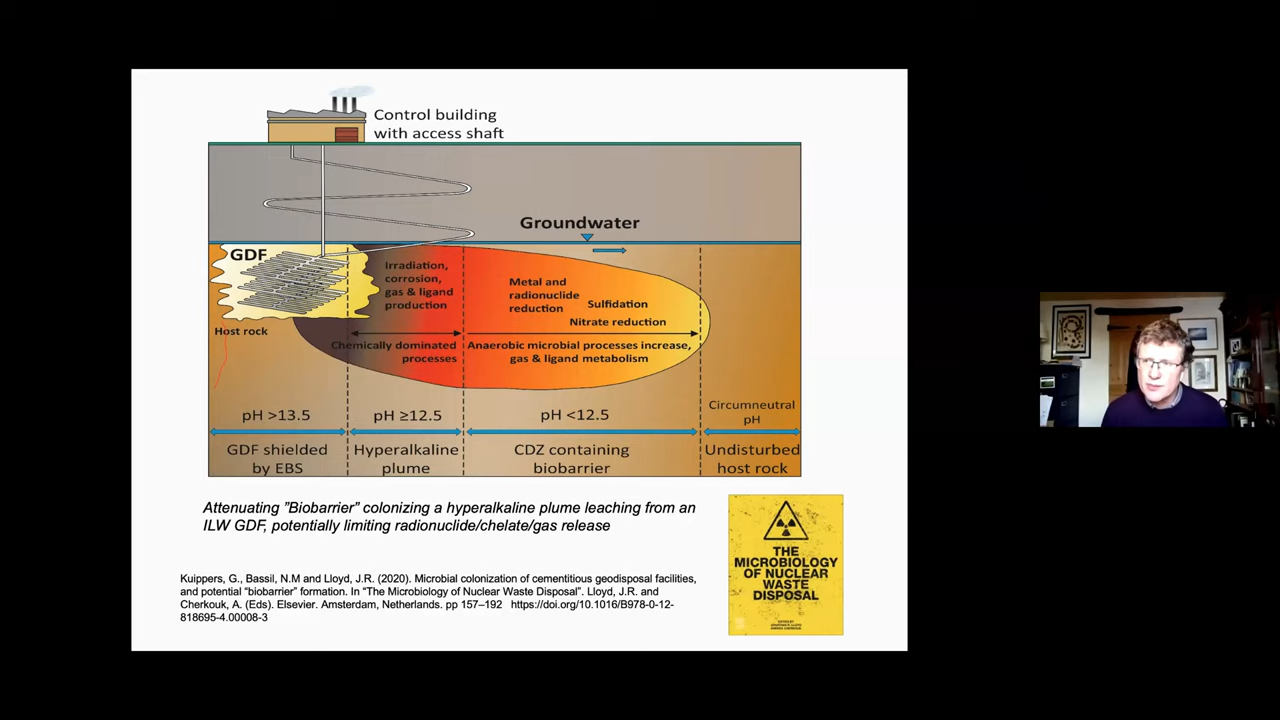 Control building
with access shaft
Groundwater
GDF
Irradiation,
corrosion,
gas & ligand
production
Metal and
radionuclide
reduction
Sulfidation
Nitrate reduction
Host rock
Chemically dominated
processes
Anaerobic microbial processes increase,
gas & ligand metabolism
pH >13.5
pH ≥12.5
pH <12.5
Circumneutral
pH
GDF shielded
by EBS
Hyperalkaline
plume
CDZ containing
biobarrier
Undisturbed
host rock
Attenuating ”Biobarrier” colonizing a hyperalkaline plume leaching from an
ILW GDF, potentially limiting radionuclide/chelate/gas release
Kuippers, G., Bassil, N.M and Lloyd, J.R. (2020). Microbial colonization of cementitious geodisposal facilities,
and potential “biobarrier” formation. In “The Microbiology of Nuclear Waste Disposal”. Lloyd, J.R. and
Cherkouk, A. (Eds). Elsevier. Amsterdam, Netherlands. pp 157–192 https://doi.org/10.1016/B978-0-12-
818695-4.00008-3
THE
MICROBIOLOGY
OF NUCLEAR
WASTE
DISPOSAL